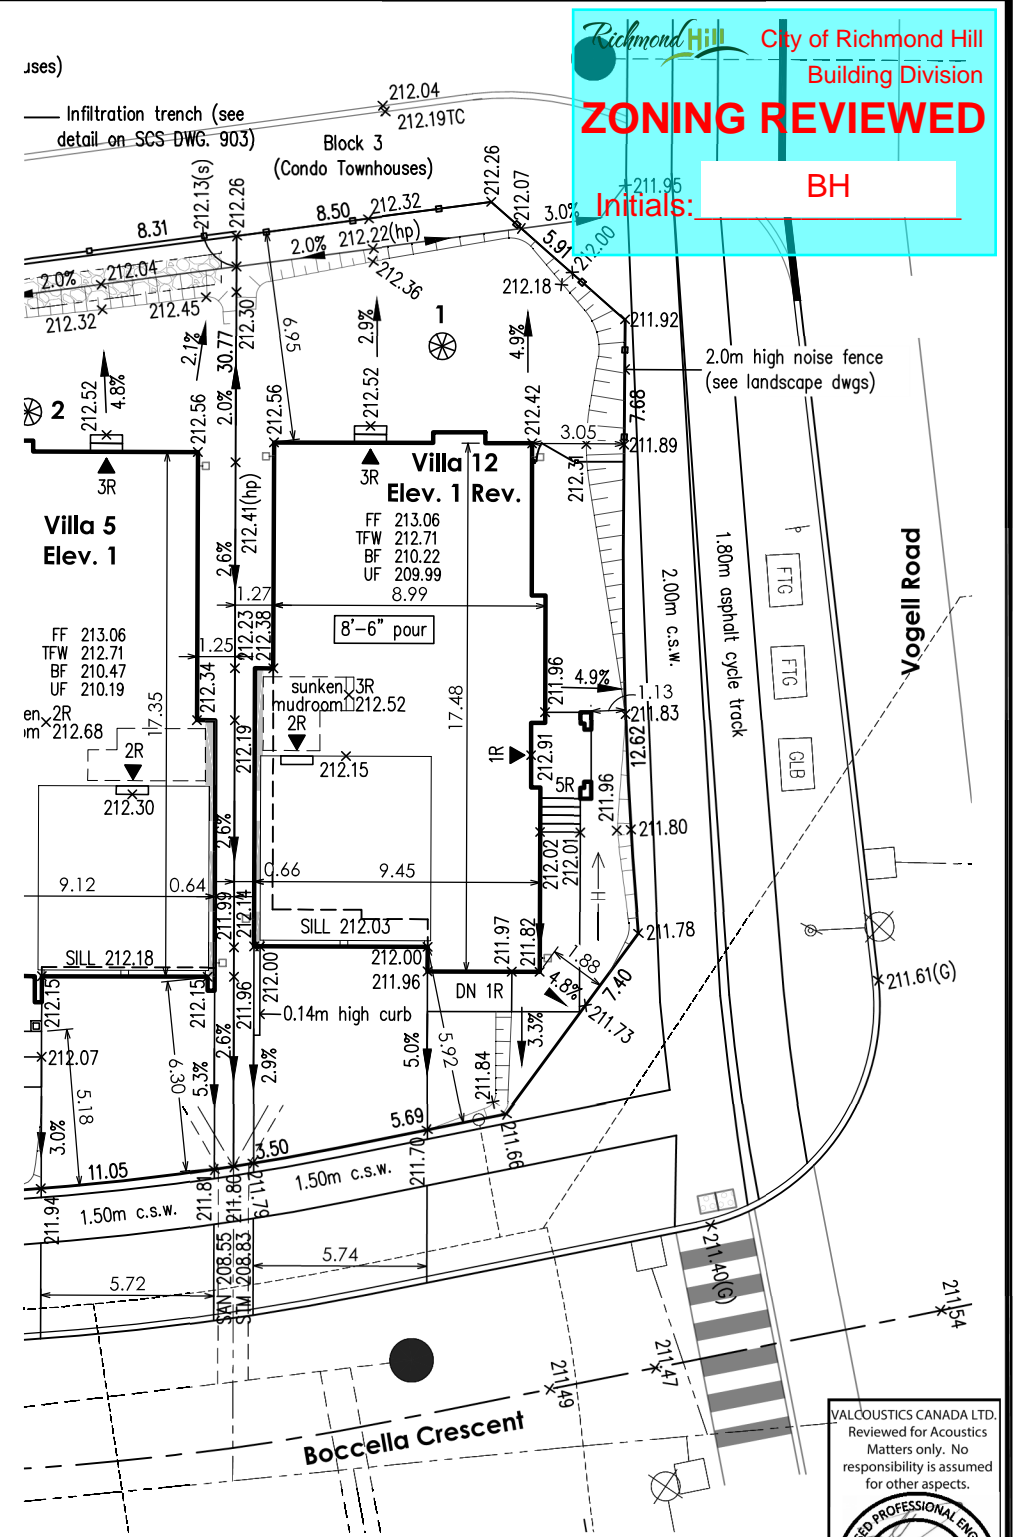 Richmond Hill
City of Richmond Hill
Building Division
ZONING REVIEWED
Initials: BH
uses)
Infiltration trench (see
detail on SCS DWG. 903)
212.04
212.19TC
Block 3
(Condo Townhouses)
212.13(s)
212.26
8.31
8.50
212.32
212.26
212.07
3.0%
211.95
2.0%
212.22(hp)
5.91
212.00
2.0%
212.04
212.36
212.18
212.32
212.45
212.30
6.95
2.9%
1
4.9%
211.92
2.1%
30.77
2.0m high noise fence
(see landscape dwgs)
212.52
4.8%
2
212.56
2.0%
212.56
212.52
212.42
7.68
3.05
211.89
3R
3R
Villa 12
Elev. 1 Rev.
212.31
Villa 5
Elev. 1
212.41(hp)
FF 213.06
TFW 212.71
BF 210.22
UF 209.99
2.6%
1.27
8.99
8'-6" pour
2.00m c.s.w.
1.80m asphalt cycle track
FTG
FTG
GLB
Vogell Road
FF 213.06
TFW 212.71
BF 210.47
UF 210.19
1.25
212.23
212.38
212.34
17.35
17.48
sunken
mudroom
3R
212.52
2R
211.96
4.9%
1.13
211.83
en
om
2R
212.68
2R
212.30
212.19
212.15
1R
212.91
12.62
5R
211.96
2.6%
211.80
212.02
212.01
9.12
0.64
0.66
9.45
211.99
212.14
SILL 212.03
SILL 212.18
211.97
211.82
H
211.78
212.00
211.96
1.88
4.8%
7.40
211.61(G)
212.15
212.15
211.96
212.00
DN 1R
0.14m high curb
211.73
212.07
5.18
6.30
5.3%
2.6%
2.9%
5.0%
5.92
211.84
3.3%
3.0%
11.05
3.50
5.69
211.70
211.66
1.50m c.s.w.
1.50m c.s.w.
211.94
211.81
211.80
211.79
SAN 208.55
STM 208.83
5.72
5.74
211.40(G)
211.54
211.47
211.49
Boccella Crescent
VALCOUSTICS CANADA LTD.
Reviewed for Acoustics
Matters only. No
responsibility is assumed
for other aspects.
SED PROFESSIONAL ENG